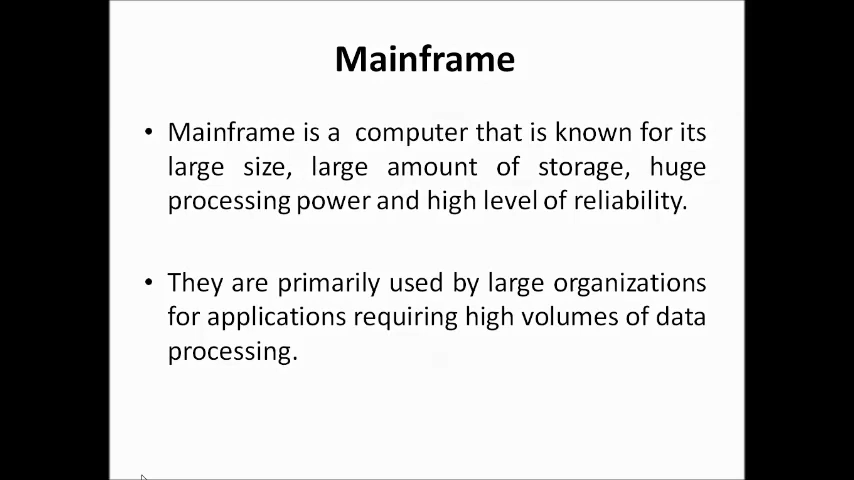 Mainframe
• Mainframe is a computer that is known for its
large size, large amount of storage, huge
processing power and high level of reliability.
• They are primarily used by large organizations
for applications requiring high volumes of data
processing.